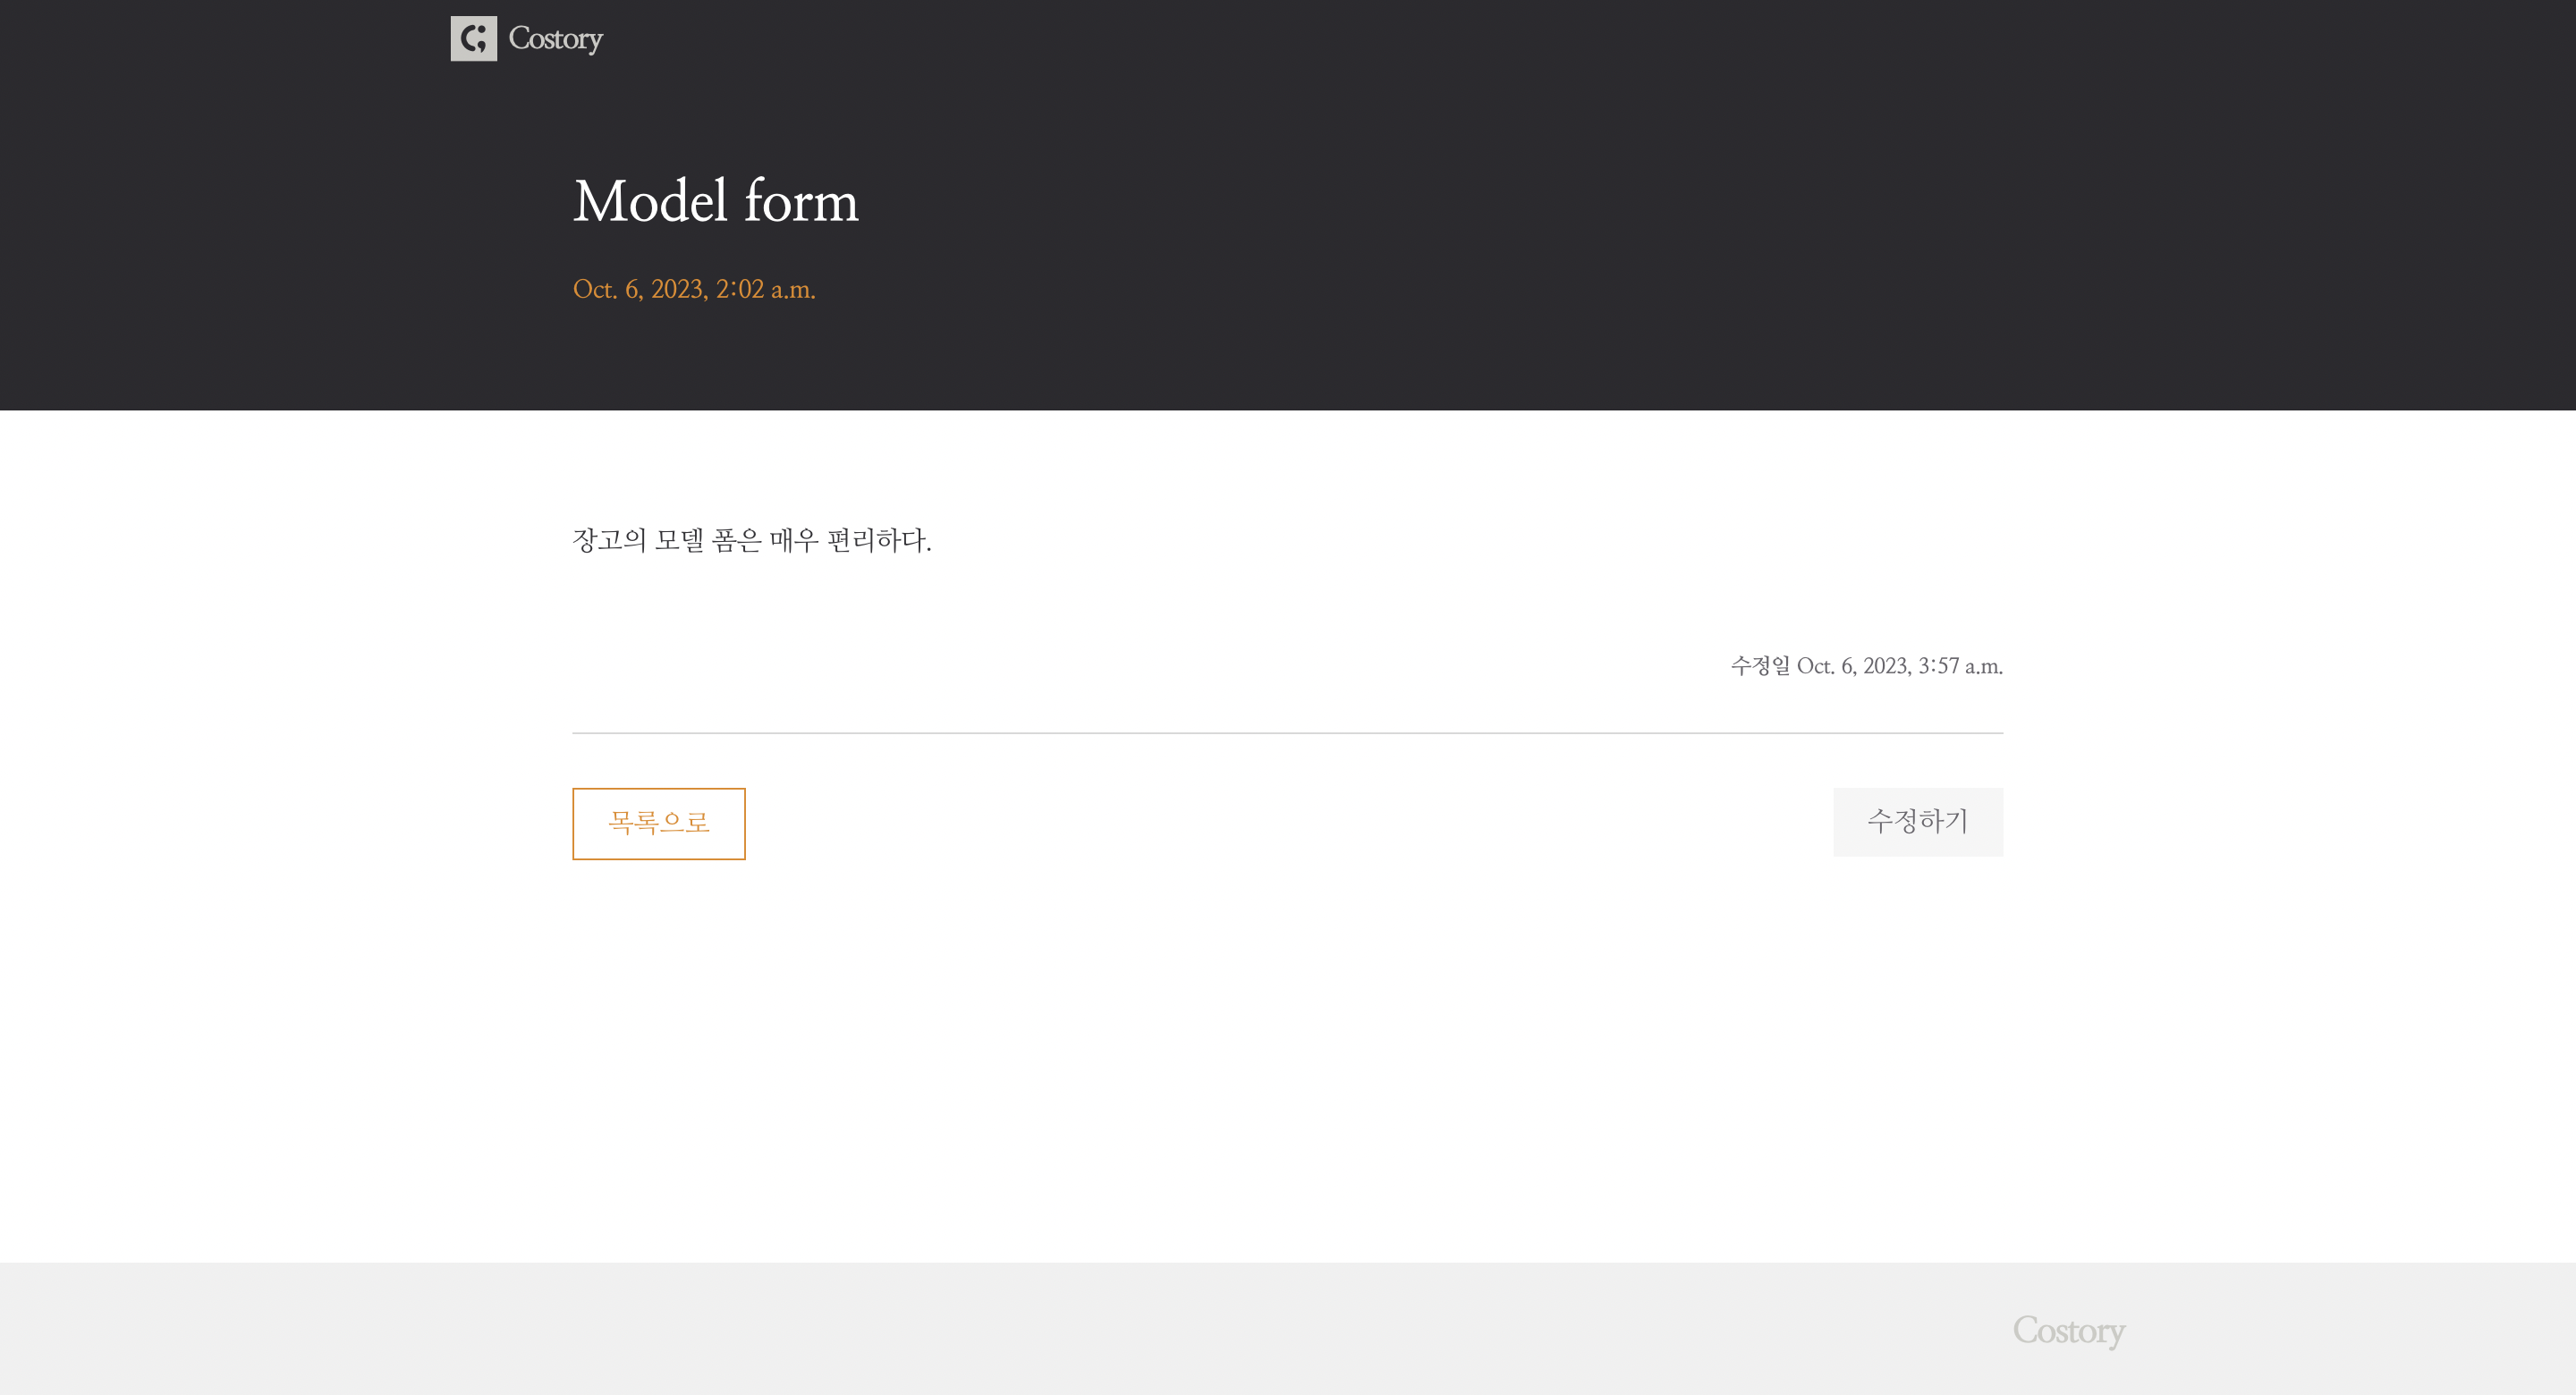 Costory
Model form
Oct. 6, 2023, 2:02 a.m.
장고의 모델 폼은 매우 편리하다.
수정일 Oct. 6, 2023, 3:57 a.m.
목록으로
수정하기
Costory